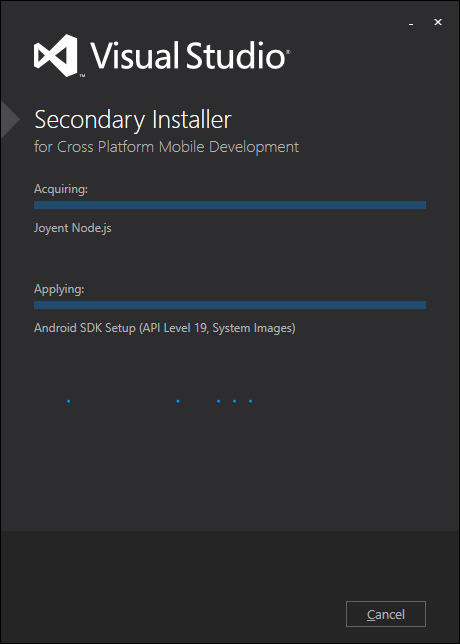 Visual Studio®
™
Secondary Installer
for Cross Platform Mobile Development
Acquiring:
Joyent Node.js
Applying:
Android SDK Setup (API Level 19, System Images)
Cancel